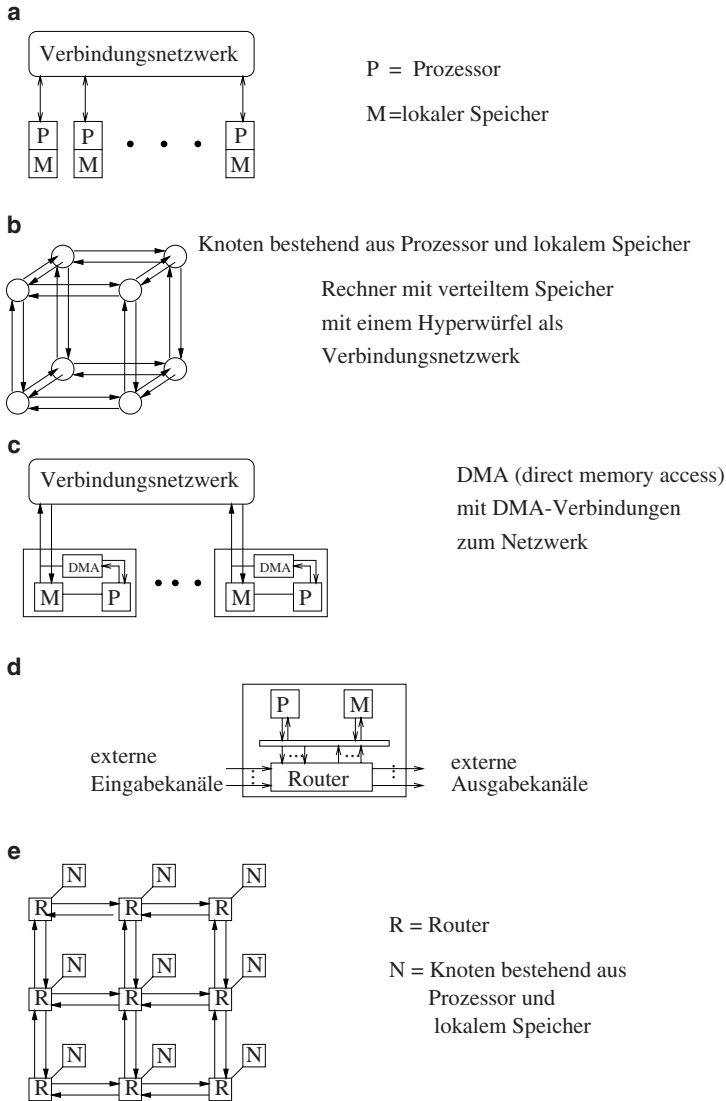 a
Verbindungsnetzwerk
P = Prozessor
M=lokaler Speicher
P P P
M M M
b
Knoten bestehend aus Prozessor und lokalem Speicher
Rechner mit verteiltem Speicher
mit einem Hyperwürfel als
Verbindungsnetzwerk
c
Verbindungsnetzwerk
DMA (direct memory access)
mit DMA-Verbindungen
zum Netzwerk
DMA DMA
M P M P
d
P M
externe
Eingabekanäle
Router
externe
Ausgabekanäle
e
N N N
R R R
R = Router
N N N
R R R
N = Knoten bestehend aus
Prozessor und
lokalem Speicher
N N N
R R R